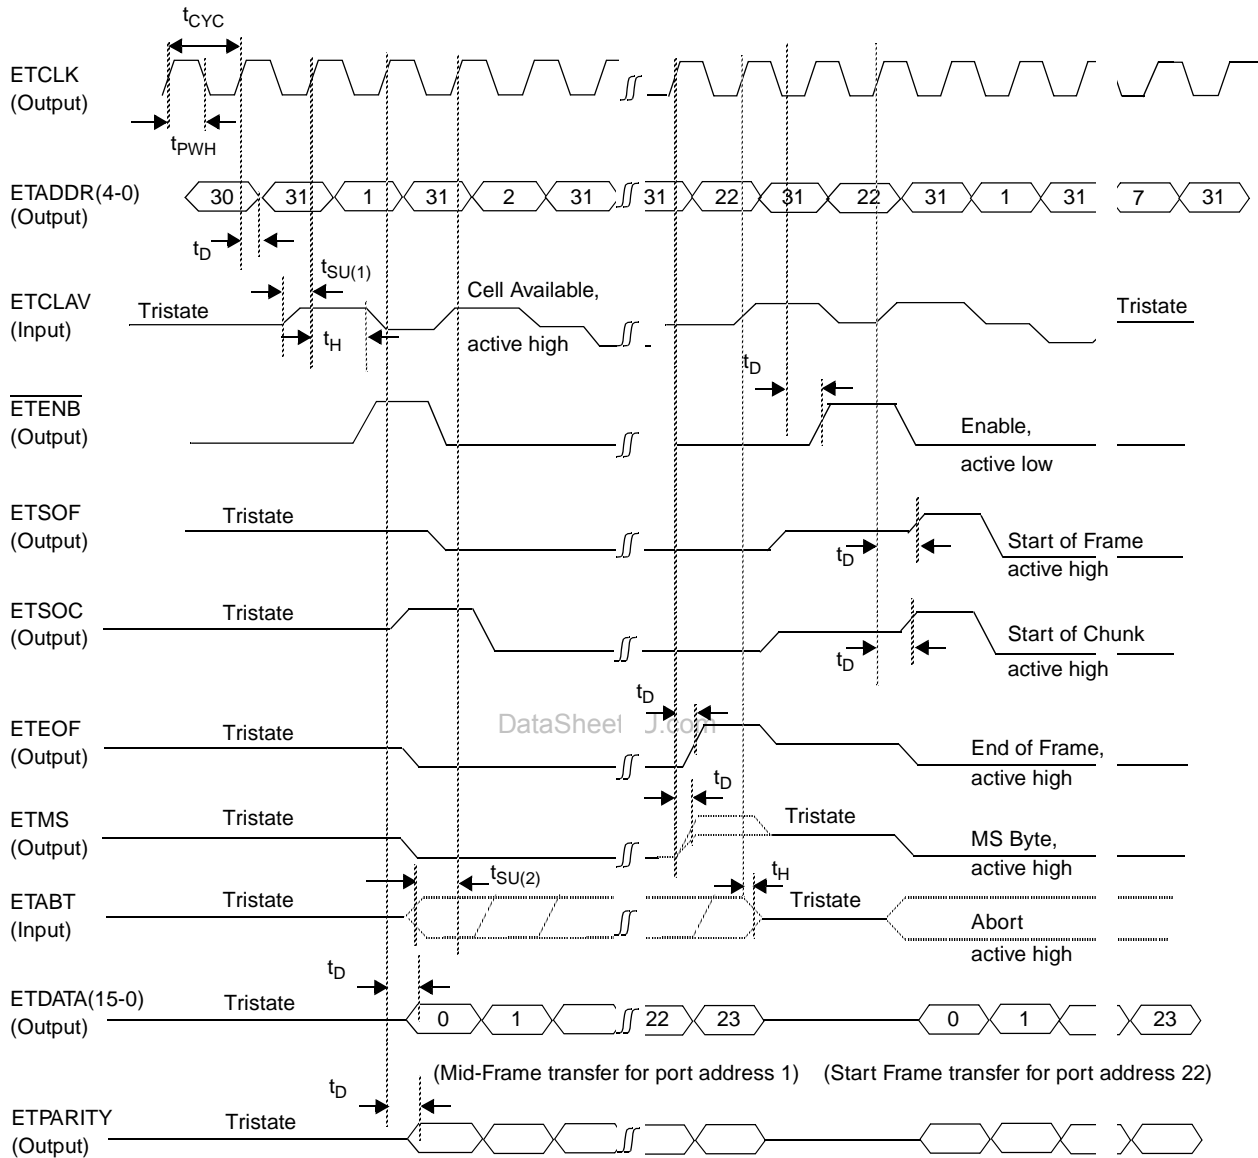 tCYC
ETCLK
(Output)
tPWH
ETADDR(4-0)
(Output)
30 31 1 31 2 31 31 22 31 22 31 1 31 7 31
tD
tSU(1)
ETCLAV
(Input)
Tristate
Cell Available,
active high
Tristate
tH
tD
ETENB
(Output)
Enable,
active low
ETSOF
(Output)
Tristate
tD
Start of Frame
active high
ETSOC
(Output)
Tristate
tD
Start of Chunk
active high
tD
DataSheet J.com
ETEOF
(Output)
Tristate
End of Frame,
active high
tD
ETMS
(Output)
Tristate
Tristate
MS Byte,
active high
tSU(2)
tH
ETABT
(Input)
Tristate
Tristate
Abort
active high
tD
ETDATA(15-0)
(Output)
Tristate
0 1 22 23 0 1 23
(Mid-Frame transfer for port address 1) (Start Frame transfer for port address 22)
tD
ETPARITY
(Output)
Tristate